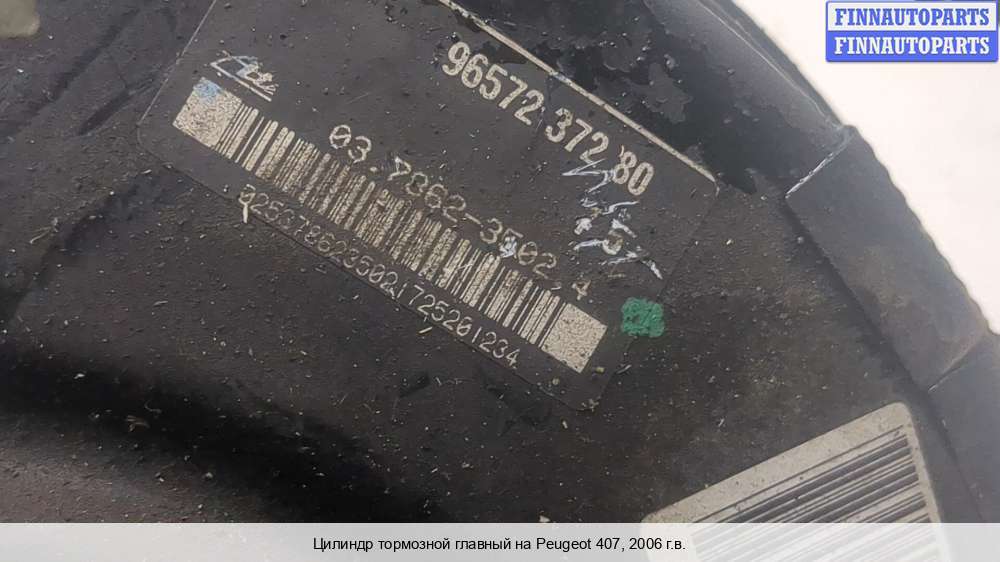 FINNAUTOPARTS
FINNAUTOPARTS
96572 372 80
03.7862-3502.4
Цилиндр тормозной главный на Peugeot 407, 2006 г.в.